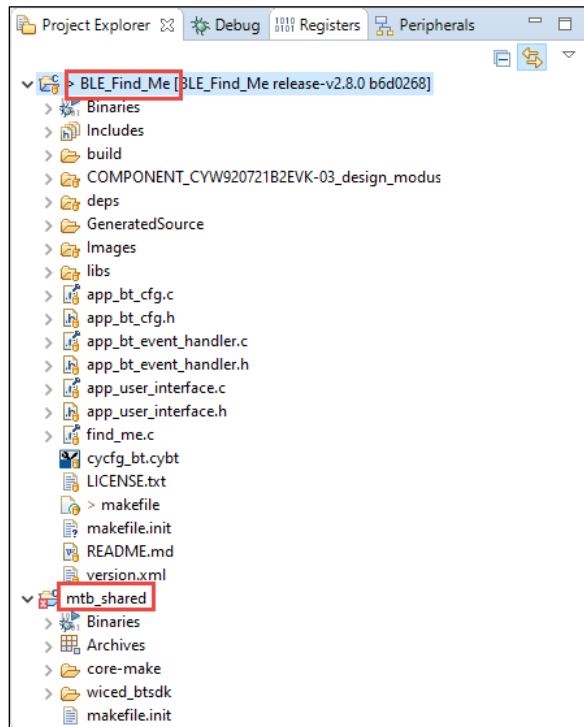 Project Explorer Debug Registers Peripherals
> BLE_Find_Me [BLE_Find_Me release-v2.8.0 b6d0268]
Binaries
Includes
build
COMPONENT_CYW920721B2EVK-03_design_modus
deps
GeneratedSource
Images
libs
app_bt_cfg.c
app_bt_cfg.h
app_bt_event_handler.c
app_bt_event_handler.h
app_user_interface.c
app_user_interface.h
find_me.c
cycfg_bt.cybt
LICENSE.txt
> makefile
makefile.init
README.md
version.xml
mtb_shared
Binaries
Archives
core-make
wiced_btsdk
makefile.init